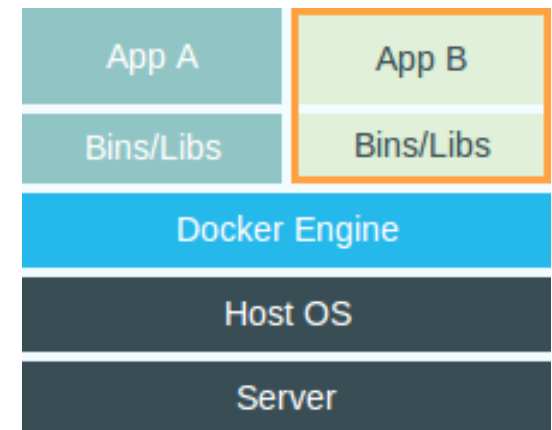 App A
App B
Bins/Libs
Bins/Libs
Docker Engine
Host OS
Server